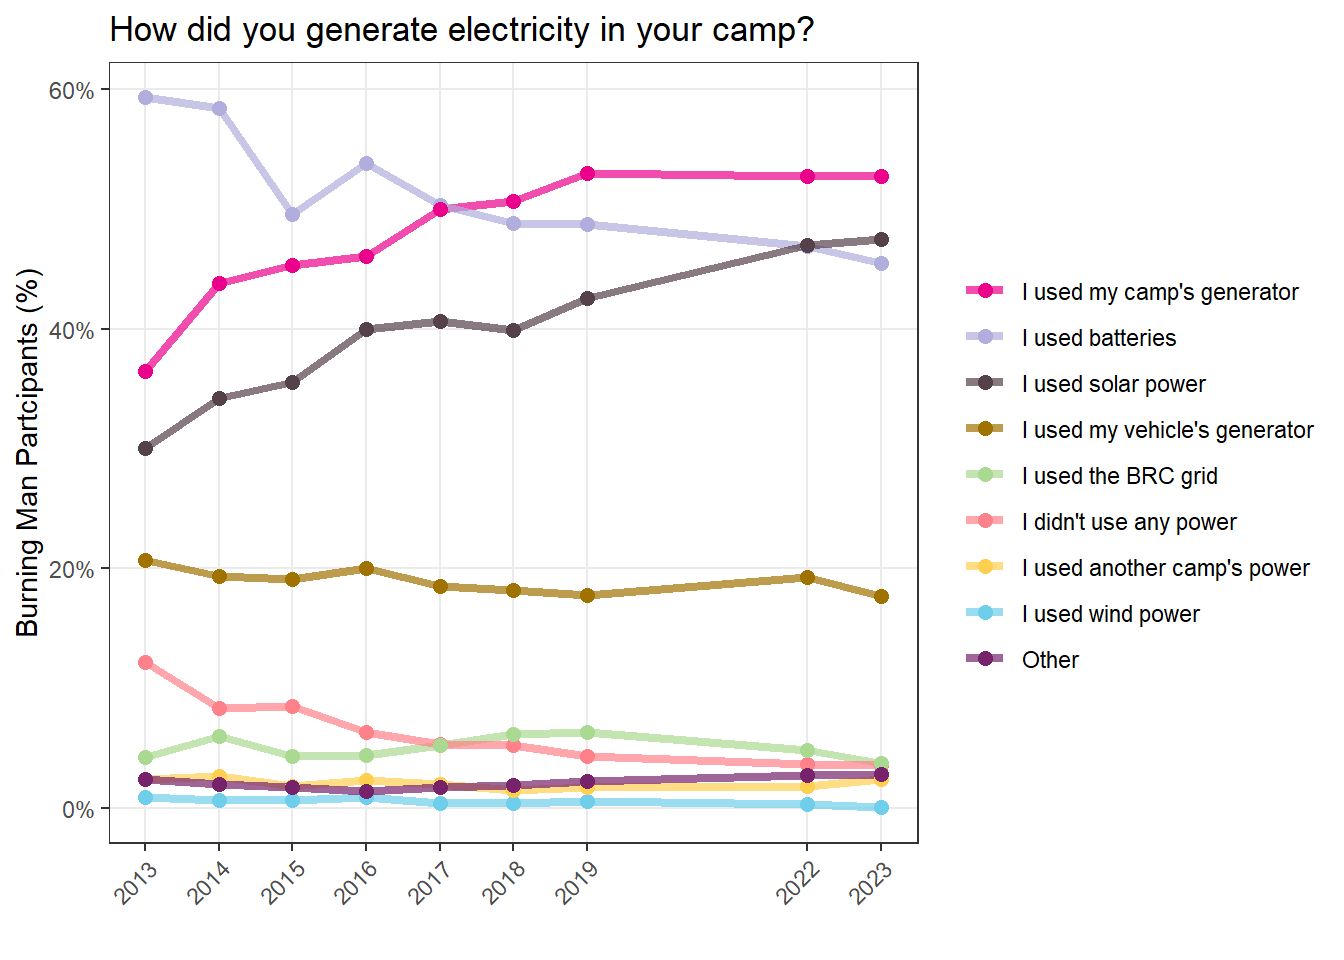 How did you generate electricity in your camp?
Burning Man Partcipants (%)
60%
40%
20%
0%
2013
2014
2015
2016
2017
2018
2019
2022
2023
I used my camp's generator
I used batteries
I used solar power
I used my vehicle's generator
I used the BRC grid
I didn't use any power
I used another camp's power
I used wind power
Other